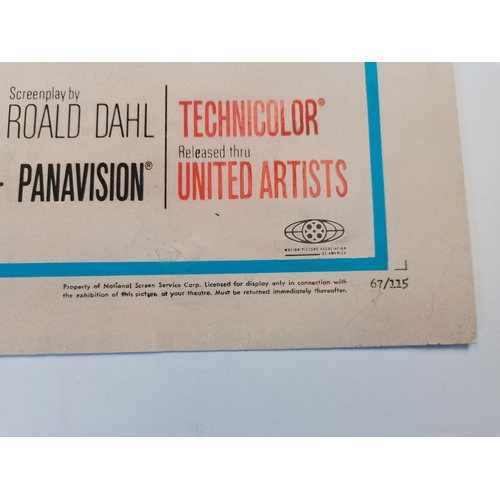 Screenplay by
ROALD DAHL
PANAVISION®
TECHNICOLOR®
Released thru
UNITED ARTISTS
MOTION PICTURE ASSOCIATION
OF AMERICA
Property of National Screen Service Corp. Licensed for display only in connection with
the exhibition of this picture at your theatre. Must be returned immediately thereafter.
67/115